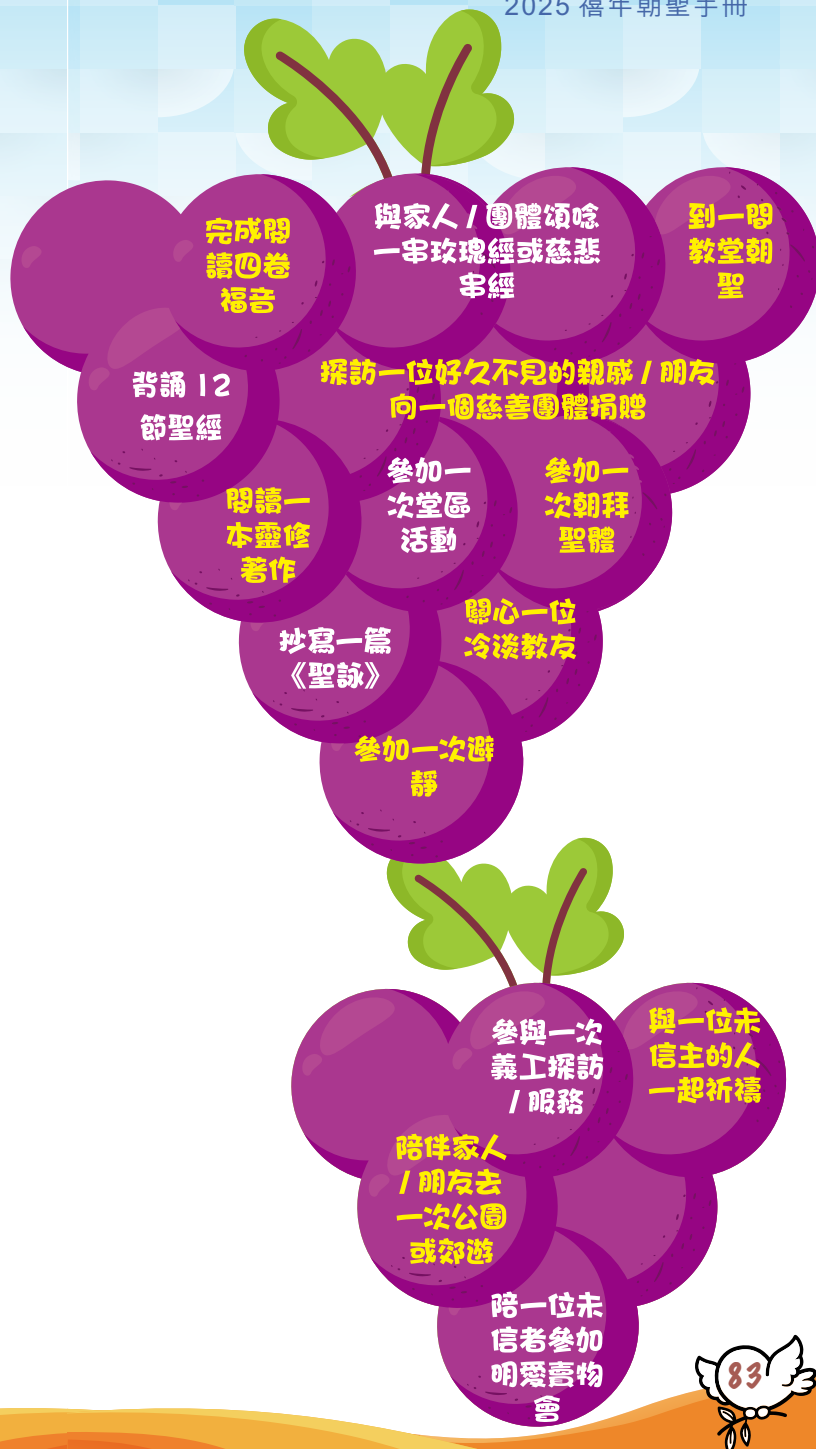 2025 禧年朝聖手冊
完成閱
讀四卷
福音
與家人 / 團體頌唸
一串玫瑰經或慈悲
串經
到一間
教堂朝
聖
背誦 12
節聖經
探訪一位好久不見的親戚 / 朋友
向一個慈善團體捐贈
閱讀一
本靈修
著作
參加一
次堂區
活動
參加一
次朝拜
聖體
抄寫一篇
《聖詠》
關心一位
冷淡教友
參加一次避
靜
參與一次
義工探訪
/ 服務
與一位未
信主的人
一起祈禱
陪伴家人
/ 朋友去
一次公園
或郊遊
陪一位未
信者參加
明愛賣物
會
83